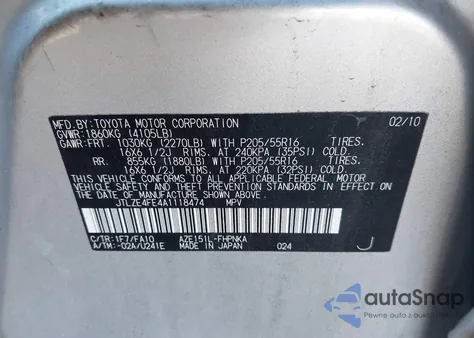 MFD.BY:TOYOTA MOTOR CORPORATION 02/10
GVWR:1860KG (4105LB)
GAWR:FRT. 1030KG (2270LB) WITH P205/55R16 TIRES.
16X6 1/2J RIMS. AT 240KPA (35PSI) COLD.
RR. 855KG (1880LB) WITH P205/55R16 TIRES.
16X6 1/2J RIMS. AT 220KPA (32PSI) COLD.
THIS VEHICLE CONFORMS TO ALL APPLICABLE FEDERAL MOTOR
VEHICLE SAFETY AND THEFT PREVENTION STANDARDS IN
EFFECT ON THE DATE OF MANUFACTURE SHOWN ABOVE.
JTLZE4FE4A1118474 MPV
C/TR:1F7/FA10 AZE151L-FHPNKA
A/TM:-02A/U241E MADE IN JAPAN 024 J
autoSnap
Pewne auto z USA